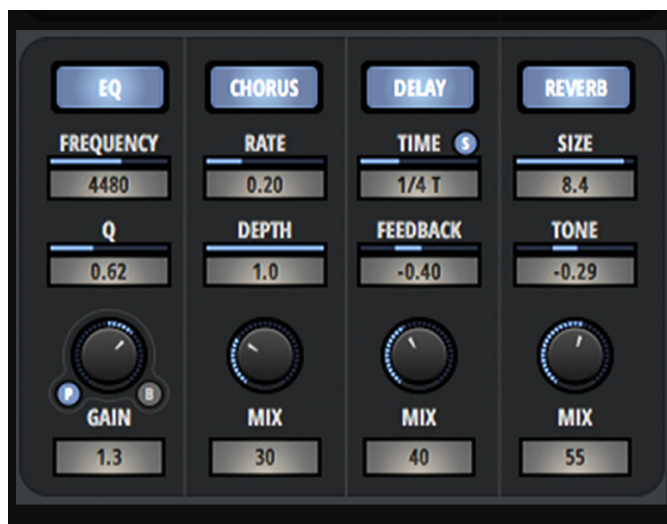 EQ CHORUS DELAY REVERB
FREQUENCY RATE TIME S SIZE
4480 0.20 1/4 T 8.4
Q DEPTH FEEDBACK TONE
0.62 1.0 -0.40 -0.29
P B
GAIN MIX MIX MIX
1.3 30 40 55